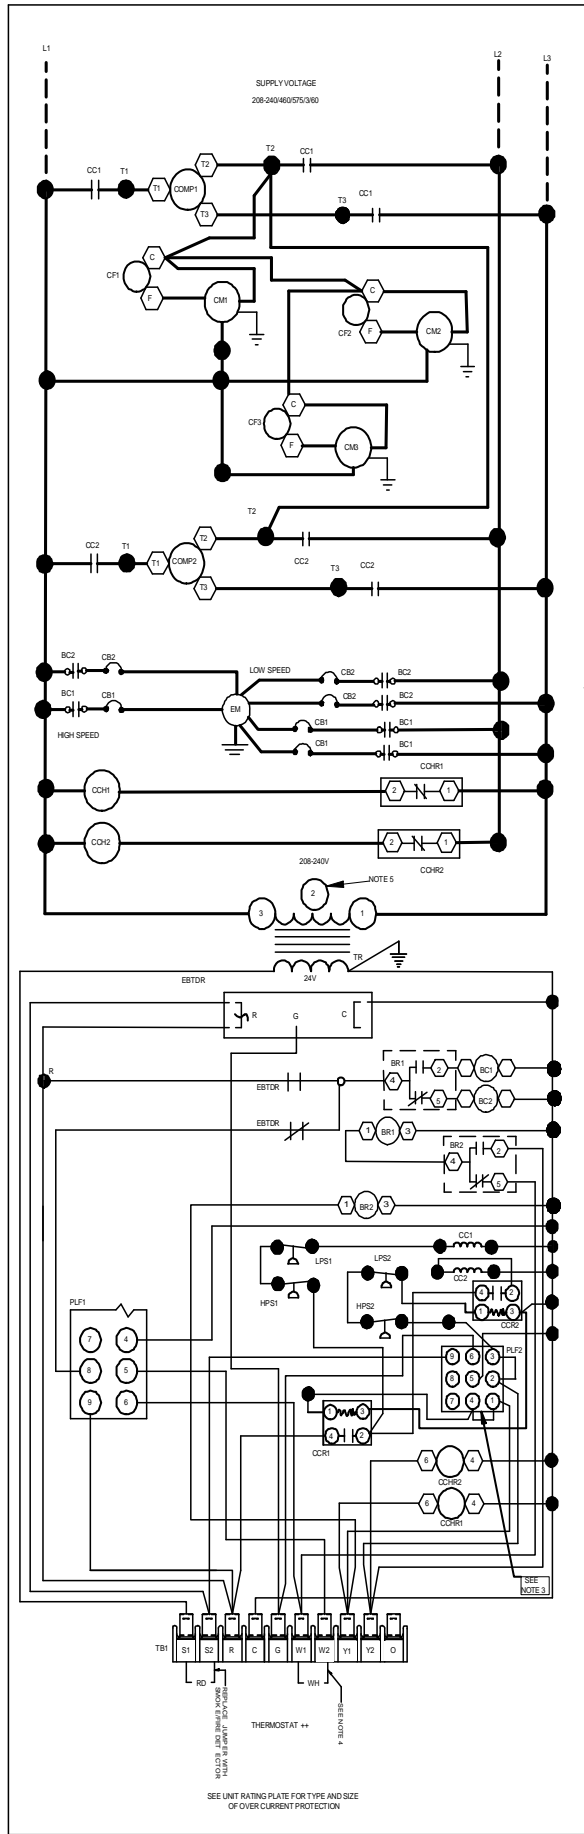 L1
L2
L3
SUPPLY VOLTAGE
208-240/460/575/3/60
T2
CC1
CC1 T1 T1 COMP1 T2
T3 T3 CC1
C
CF1
F CM1
C
CF2 F CM2
C
CF3
F CM3
T2
CC2 T1 T1 COMP2 T2 CC2
T3 T3 CC2
BC2 CB2 LOW SPEED CB2 BC2
BC1 CB1 EM CB2 BC2
HIGH SPEED CB1 BC1
CB1 BC1
CCHR1
CCH1 2 1
CCH2 2 1
CCHR2
208-240V
2 NOTE 5
3 1
TR
24V
EBTDR
R G C
R
EBTDR
BR1
4 2 BC1
5 BC2
EBTDR
1 BR1 3
BR2
4 2
5
1 BR2 3
LPS1
CC1
HPS1
LPS2
CC2
HPS2
4 2
1 3
CCR2
PLF1
7 4
8 5
9 6
PLF2
9 6 3
8 5 2
7 4 1
1 3
4 2
CCR1
6 4
CCHR2
6 4
CCHR1
SEE
NOTE 3
TB1 S1 S2 R C G W1 W2 Y1 Y2 O
RD
WH
REPLACE JUMPER WITH
SMOKE/FIRE DETECTOR
SEE NOTE 4
THERMOSTAT ++
SEE UNIT RATING PLATE FOR TYPE AND SIZE
OF OVER CURRENT PROTECTION